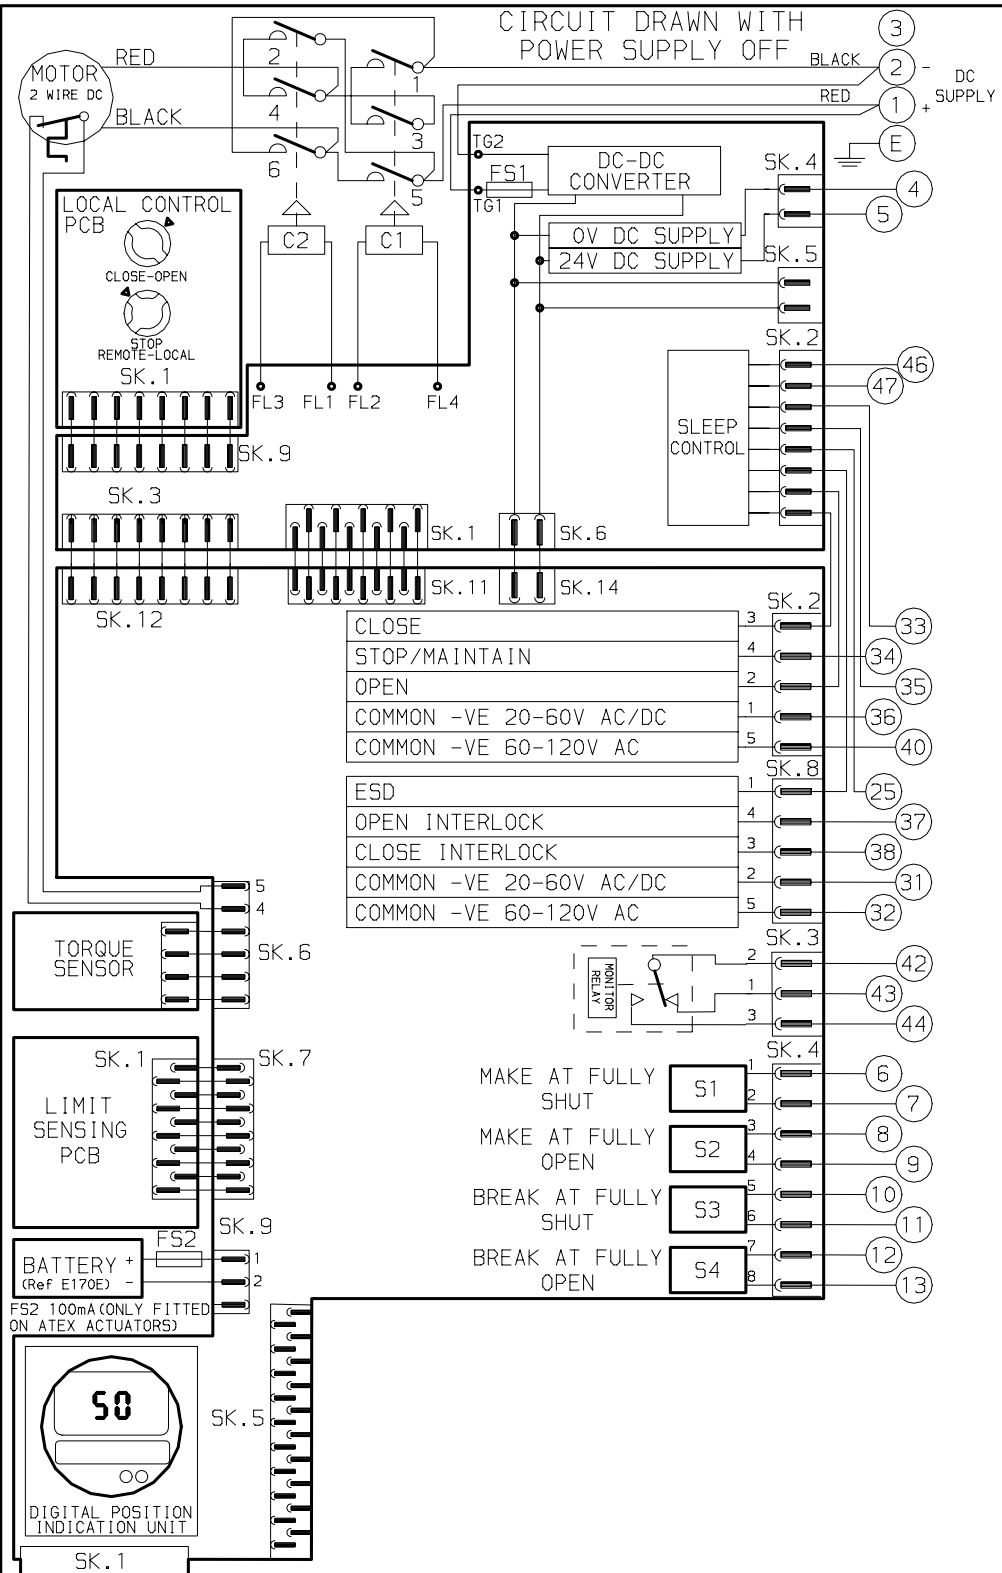 CIRCUIT DRAWN WITH
POWER SUPPLY OFF
3
BLACK
2 -
DC
SUPPLY
RED
1 +
E
MOTOR
2 WIRE DC
RED
BLACK
2
1
4
3
6
5
C2
C1
FL3
FL1
FL2
FL4
TG2
FS1
TG1
DC-DC
CONVERTER
0V DC SUPPLY
24V DC SUPPLY
SK.4
4
5
SK.5
SK.2
46
47
SLEEP
CONTROL
LOCAL CONTROL
PCB
CLOSE-OPEN
STOP
REMOTE-LOCAL
SK.1
SK.9
SK.3
SK.1
SK.6
SK.12
SK.11
SK.14
SK.2
CLOSE 3
33
STOP/MAINTAIN 4
34
OPEN 2
35
COMMON -VE 20-60V AC/DC 1
36
COMMON -VE 60-120V AC 5
40
SK.8
ESD 1
25
OPEN INTERLOCK 4
37
CLOSE INTERLOCK 3
38
COMMON -VE 20-60V AC/DC 2
31
COMMON -VE 60-120V AC 5
32
SK.3
MONITOR
RELAY
2
42
1
43
3
44
SK.4
MAKE AT FULLY
SHUT
S1
1
6
2
7
MAKE AT FULLY
OPEN
S2
3
8
4
9
BREAK AT FULLY
SHUT
S3
5
10
6
11
BREAK AT FULLY
OPEN
S4
7
12
8
13
5
4
TORQUE
SENSOR
SK.6
SK.1
SK.7
LIMIT
SENSING
PCB
SK.9
FS2
BATTERY +
(Ref E170E) -
1
2
FS2 100mA(ONLY FITTED
ON ATEX ACTUATORS)
50
SK.5
DIGITAL POSITION
INDICATION UNIT
SK.1